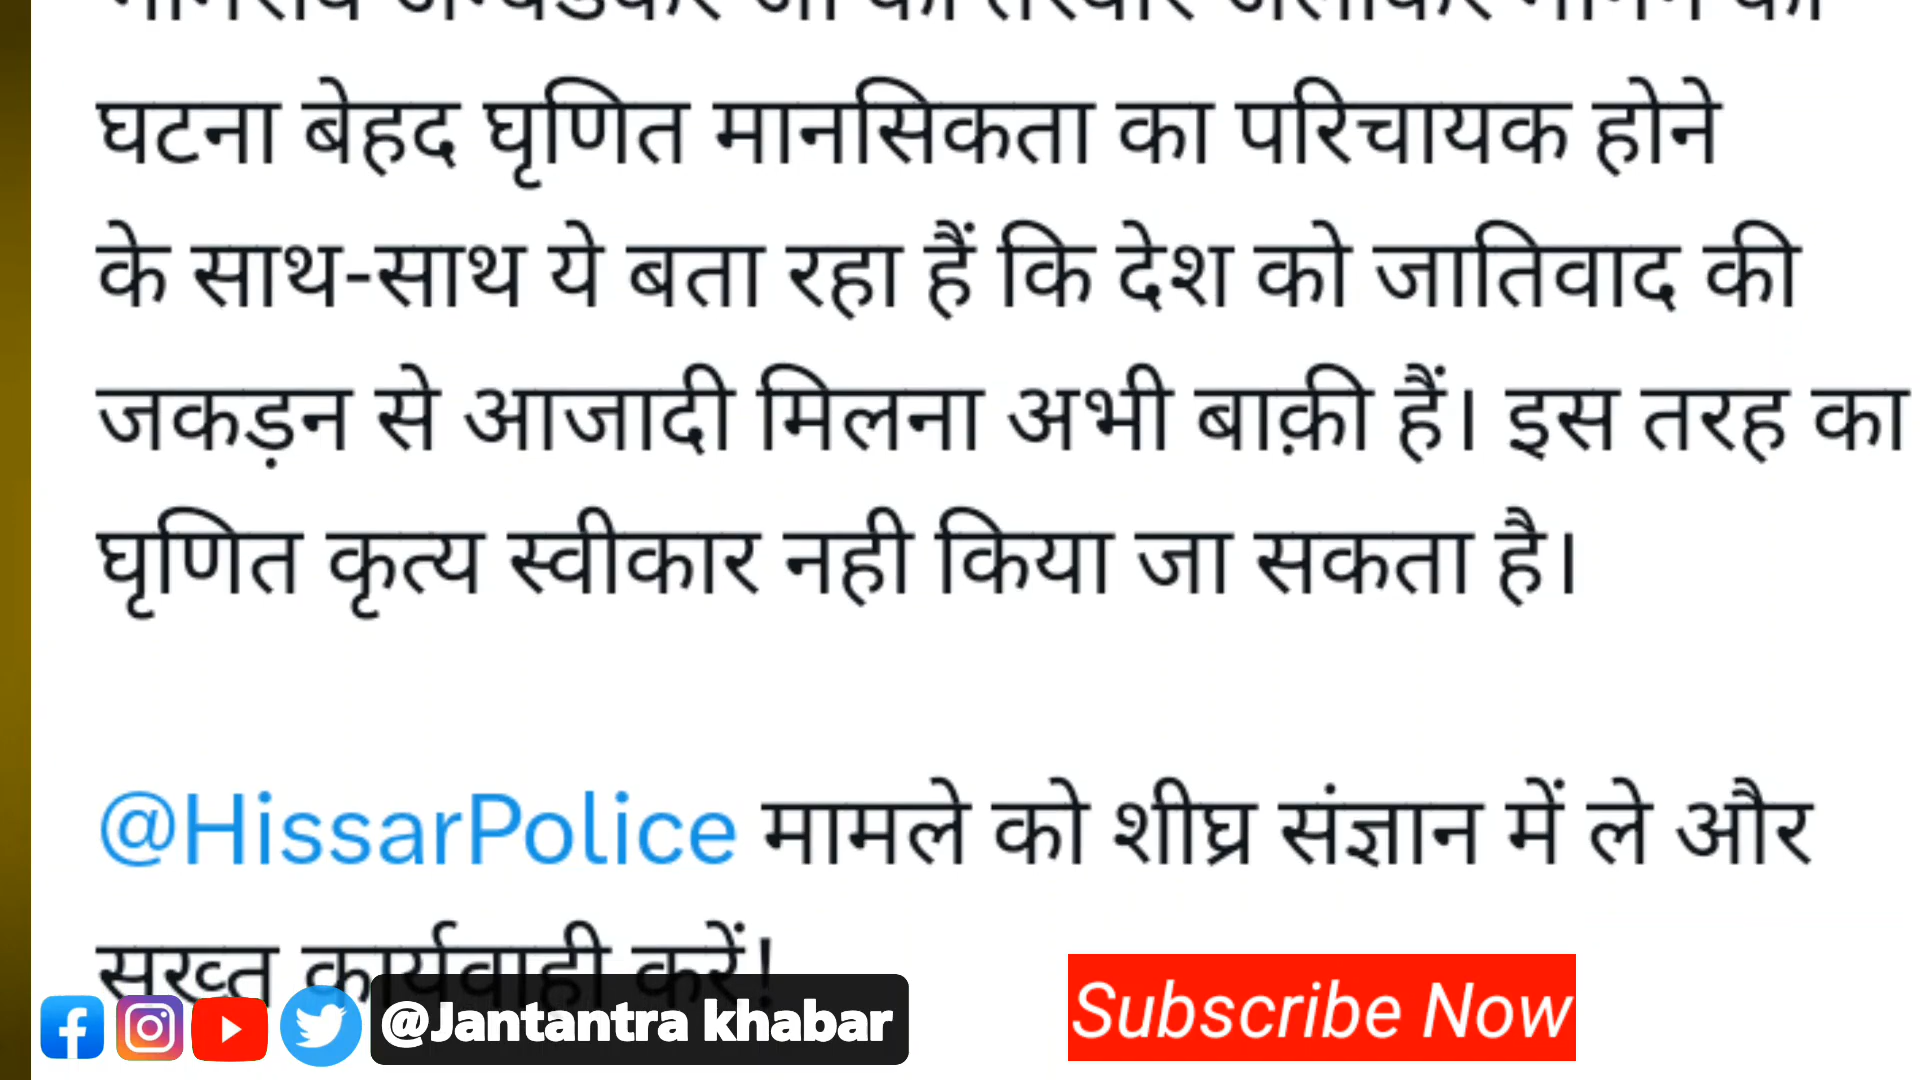 घटना बेहद घृणित मानसिकता का परिचायक होने
के साथ-साथ ये बता रहा हैं कि देश को जातिवाद की
जकड़न से आजादी मिलना अभी बाक़ी हैं। इस तरह का
घृणित कृत्य स्वीकार नही किया जा सकता है।
@HissarPolice मामले को शीघ्र संज्ञान में ले और
सख्त कार्यवाही करें!
@Jantantra khabar
Subscribe Now